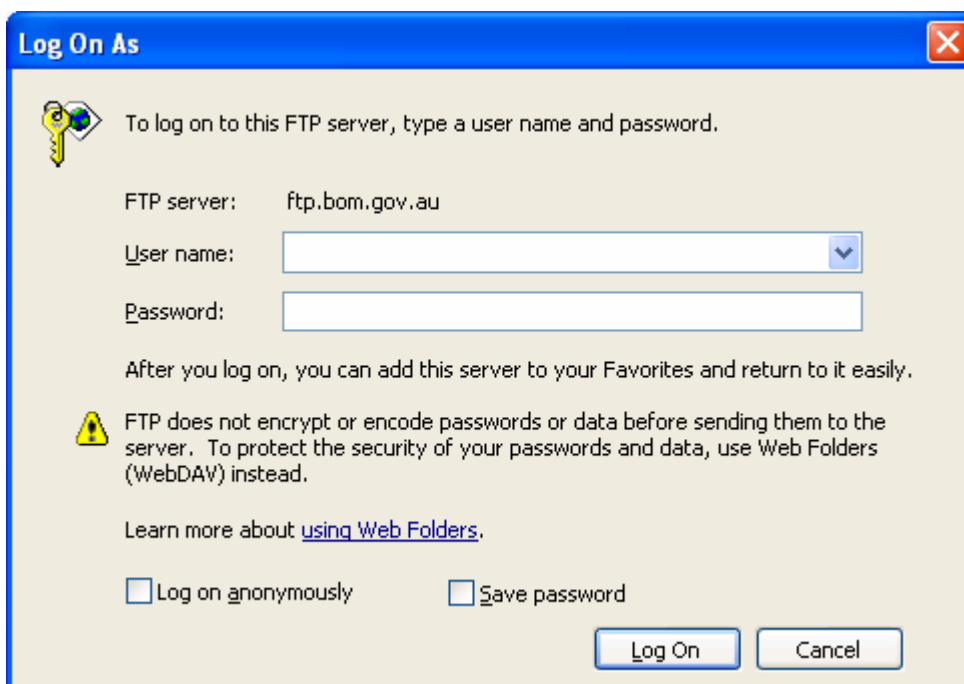 Log On As
To log on to this FTP server, type a user name and password.
FTP server: ftp.bom.gov.au
User name:
Password:
After you log on, you can add this server to your Favorites and return to it easily.
FTP does not encrypt or encode passwords or data before sending them to the
server. To protect the security of your passwords and data, use Web Folders
(WebDAV) instead.
Learn more about using Web Folders.
Log on anonymously Save password
Log On Cancel